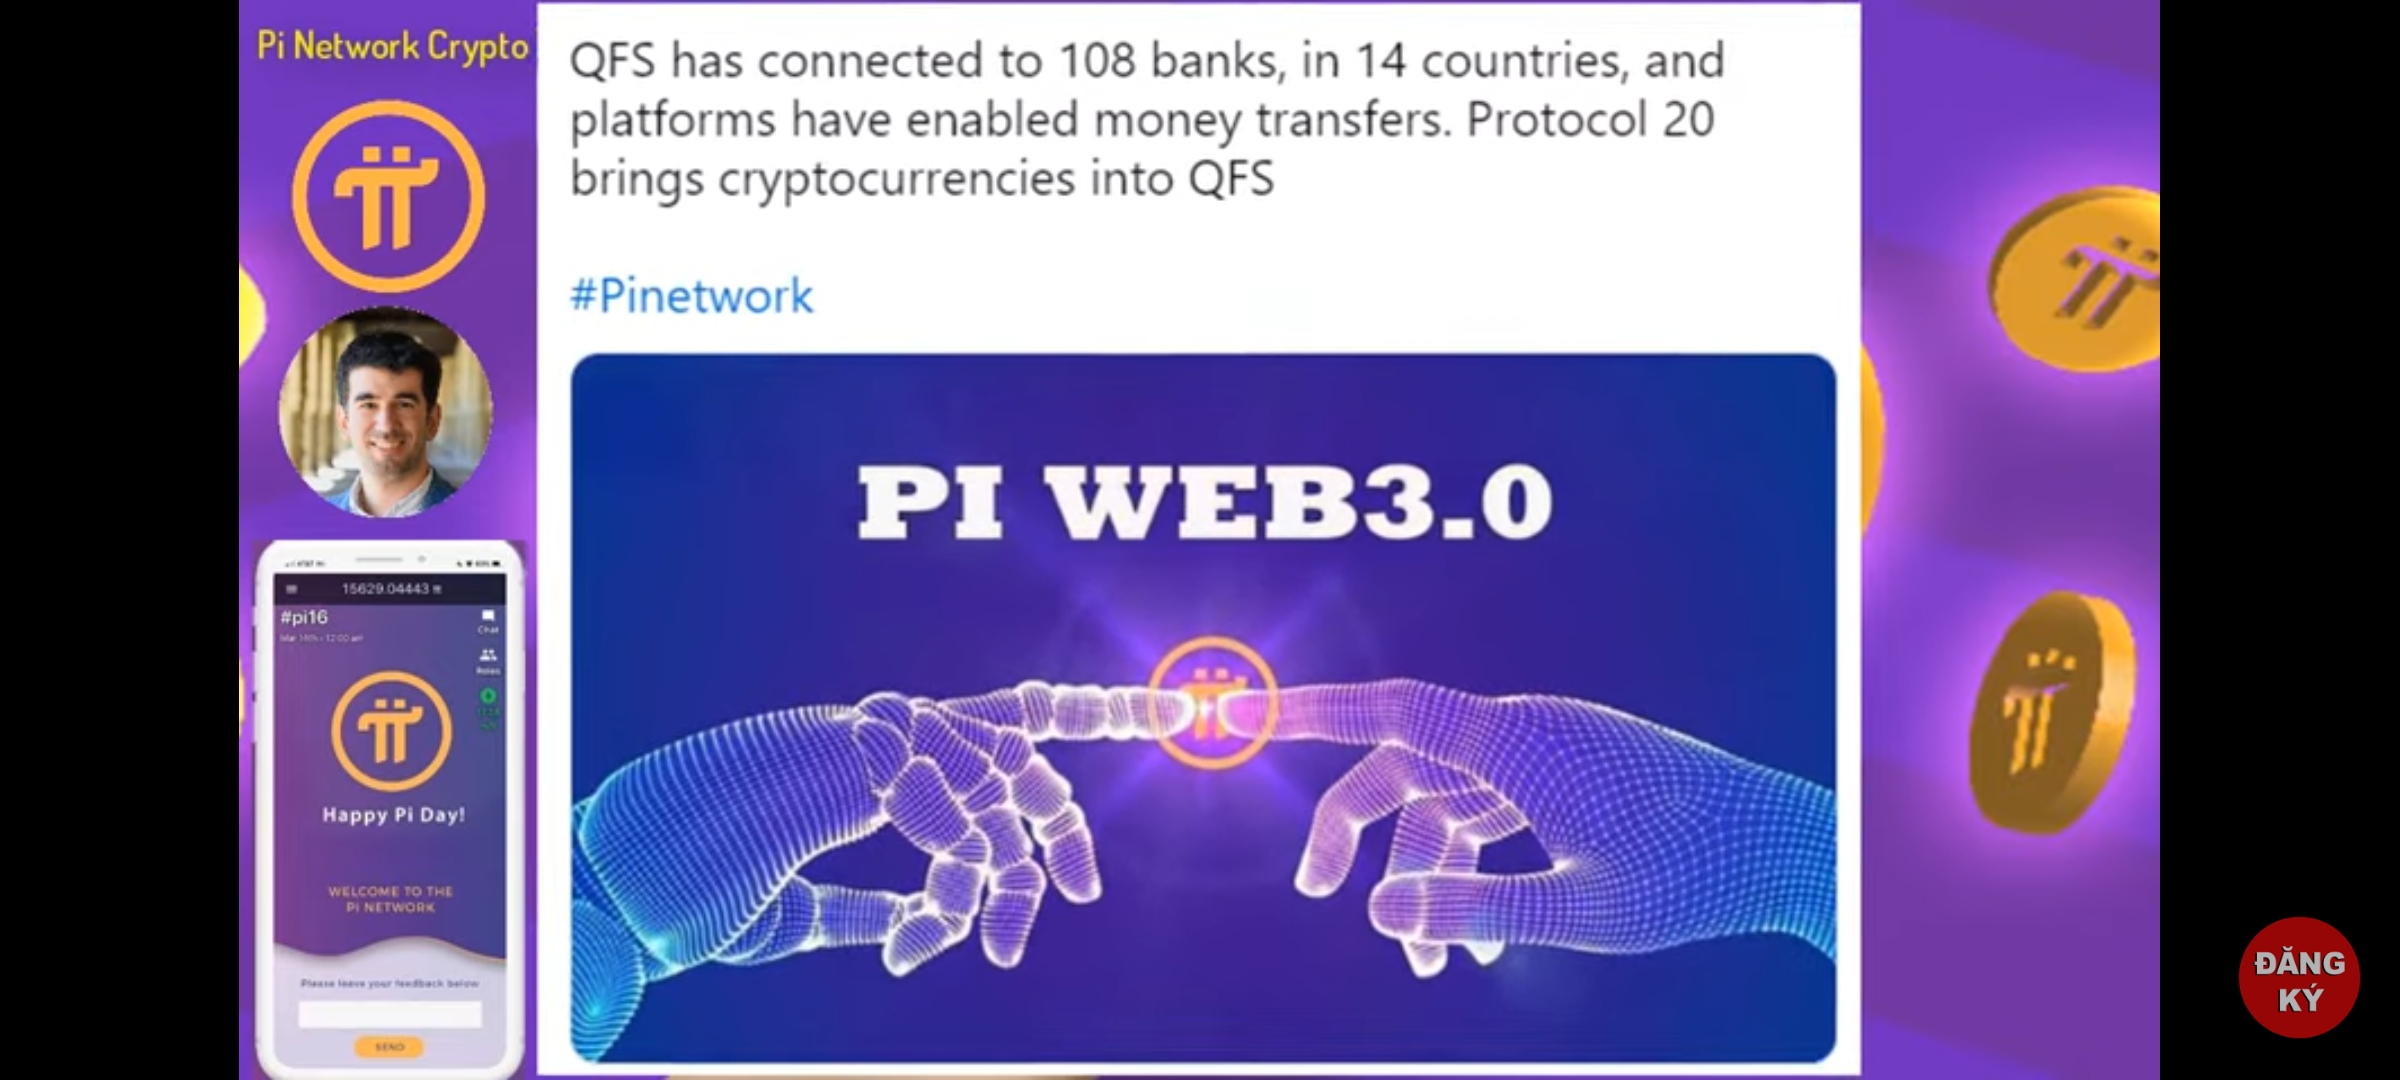 Pi Network Crypto
QFS has connected to 108 banks, in 14 countries, and
platforms have enabled money transfers. Protocol 20
brings cryptocurrencies into QFS
#Pinetwork
PI WEB3.0
15629.04443
#pi16
Chat
Happy Pi Day!
WELCOME TO THE
PI NETWORK
Please leave your feedback below
SEND
ĐĂNG
KÝ